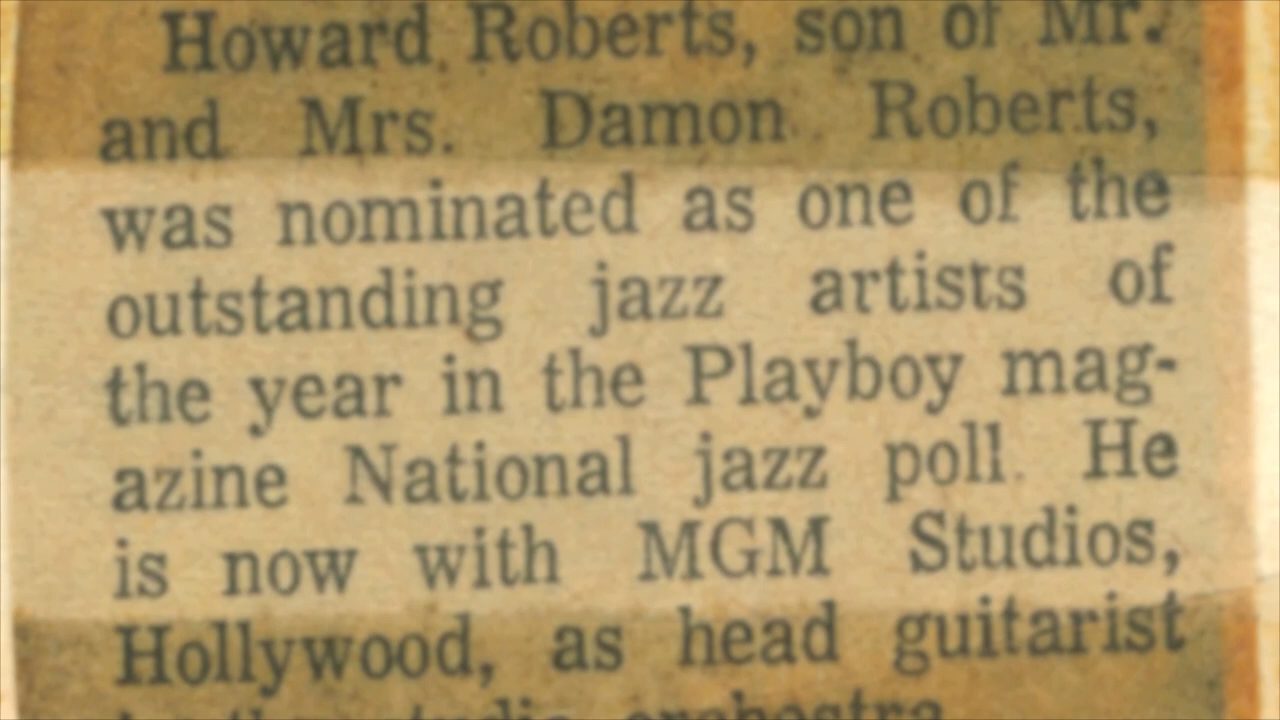 Howard Roberts, son of Mr.
and Mrs. Damon Roberts,
was nominated as one of the
outstanding jazz artists of
the year in the Playboy mag-
azine National jazz poll. He
is now with MGM Studios,
Hollywood, as head guitarist
studio orchestra